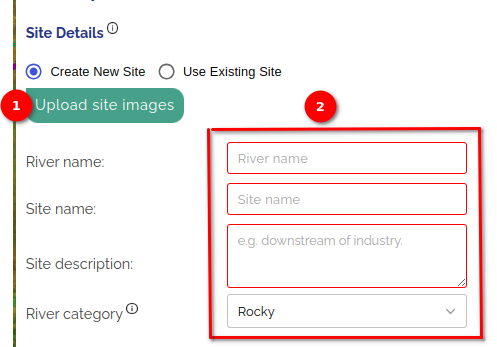 Site Details
Create New Site Use Existing Site
1 Upload site images
2
River name: River name
Site name: Site name
Site description: e.g. downstream of industry.
River category Rocky